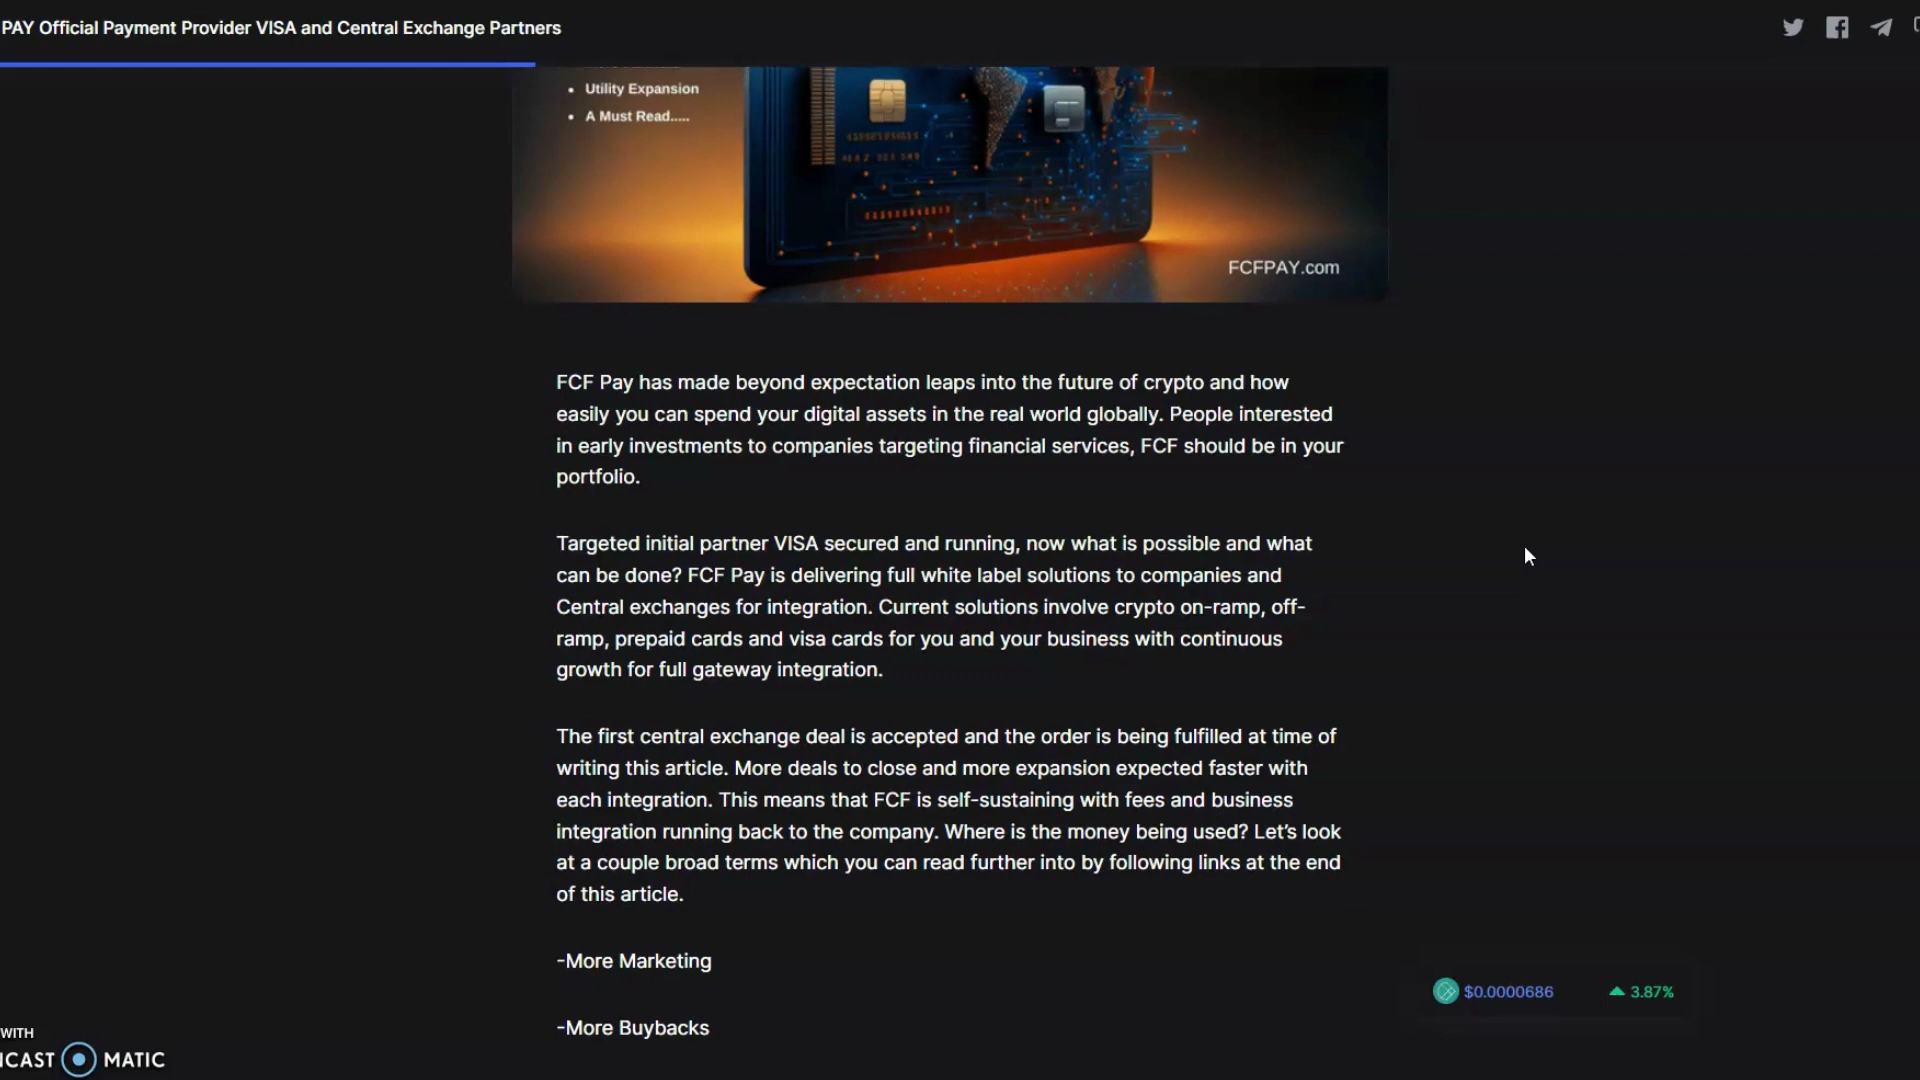 PAY Official Payment Provider VISA and Central Exchange Partners
Utility Expansion
A Must Read.....
FCFPAY.com
FCF Pay has made beyond expectation leaps into the future of crypto and how
easily you can spend your digital assets in the real world globally. People interested
in early investments to companies targeting financial services, FCF should be in your
portfolio.
Targeted initial partner VISA secured and running, now what is possible and what
can be done? FCF Pay is delivering full white label solutions to companies and
Central exchanges for integration. Current solutions involve crypto on-ramp, off-
ramp, prepaid cards and visa cards for you and your business with continuous
growth for full gateway integration.
The first central exchange deal is accepted and the order is being fulfilled at time of
writing this article. More deals to close and more expansion expected faster with
each integration. This means that FCF is self-sustaining with fees and business
integration running back to the company. Where is the money being used? Let's look
at a couple broad terms which you can read further into by following links at the end
of this article.
-More Marketing
$0.0000686 3.87%
-More Buybacks
WITH
NCAST MATIC